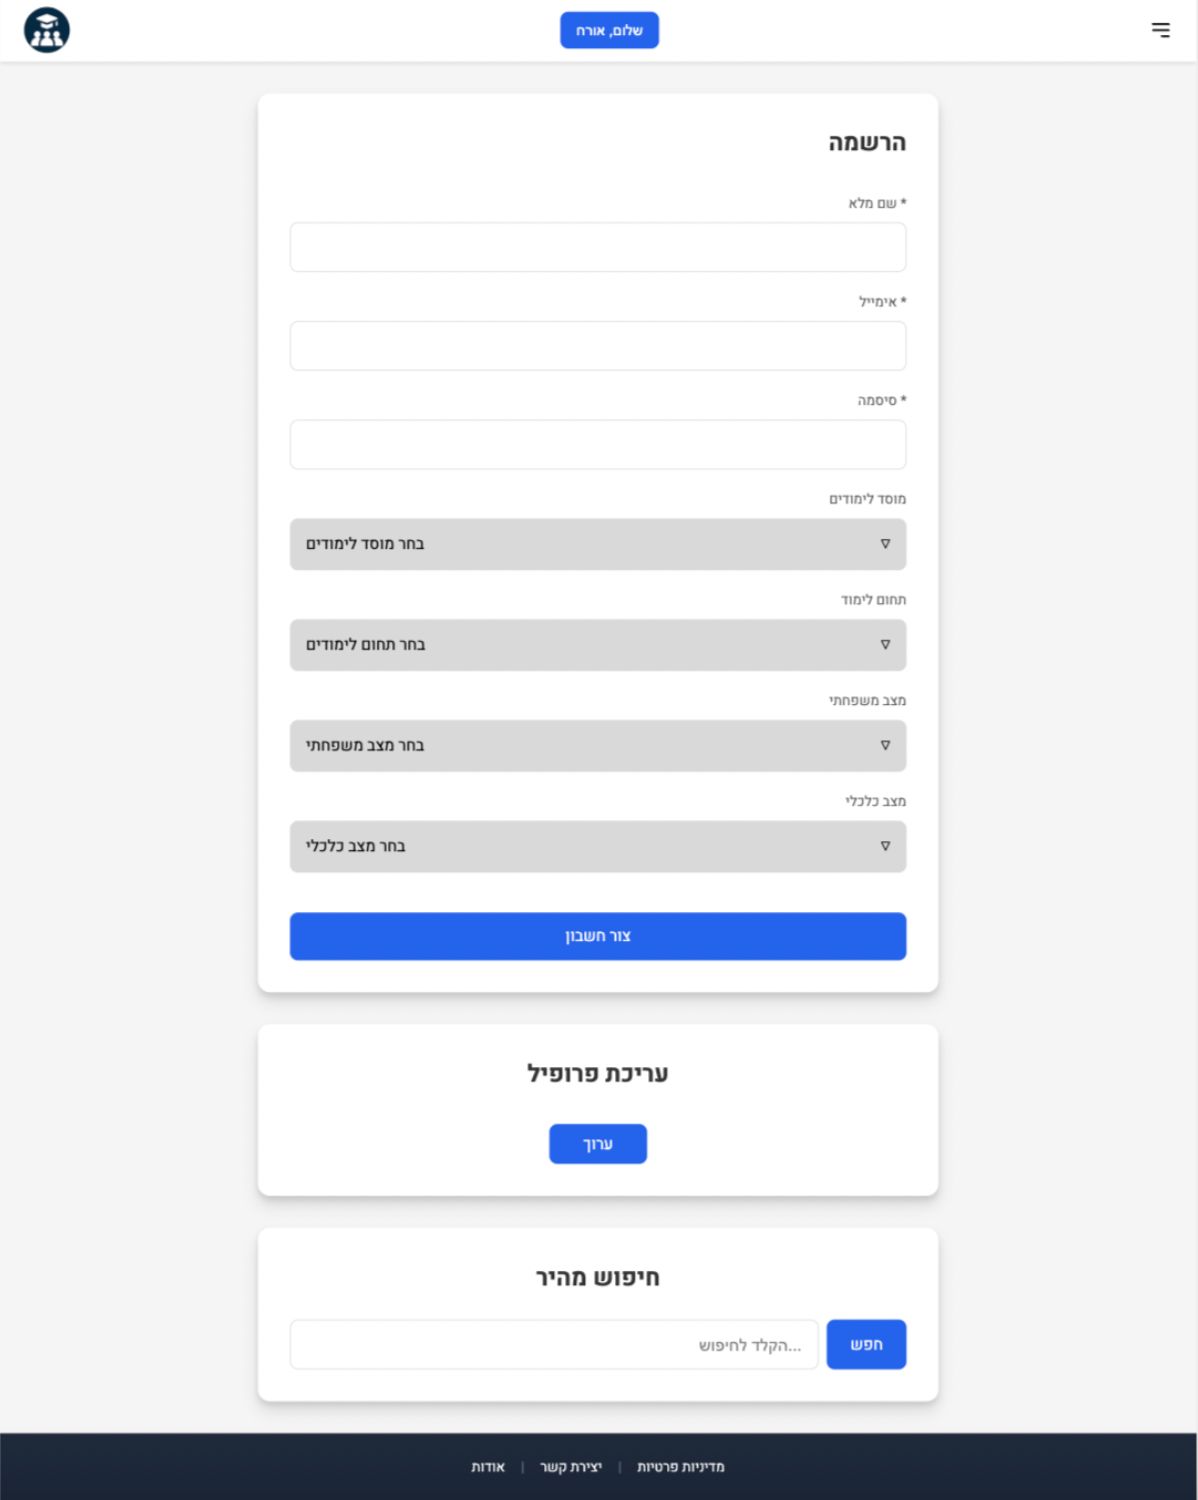 שלום, אורח
הרשמה
* שם מלא
* אימייל
* סיסמה
מוסד לימודים
בחר מוסד לימודים
תחום לימוד
בחר תחום לימודים
מצב משפחתי
בחר מצב משפחתי
מצב כלכלי
בחר מצב כלכלי
צור חשבון
עריכת פרופיל
ערוך
חיפוש מהיר
חפש
הקלד לחיפוש...
מדיניות פרטיות | יצירת קשר | אודות